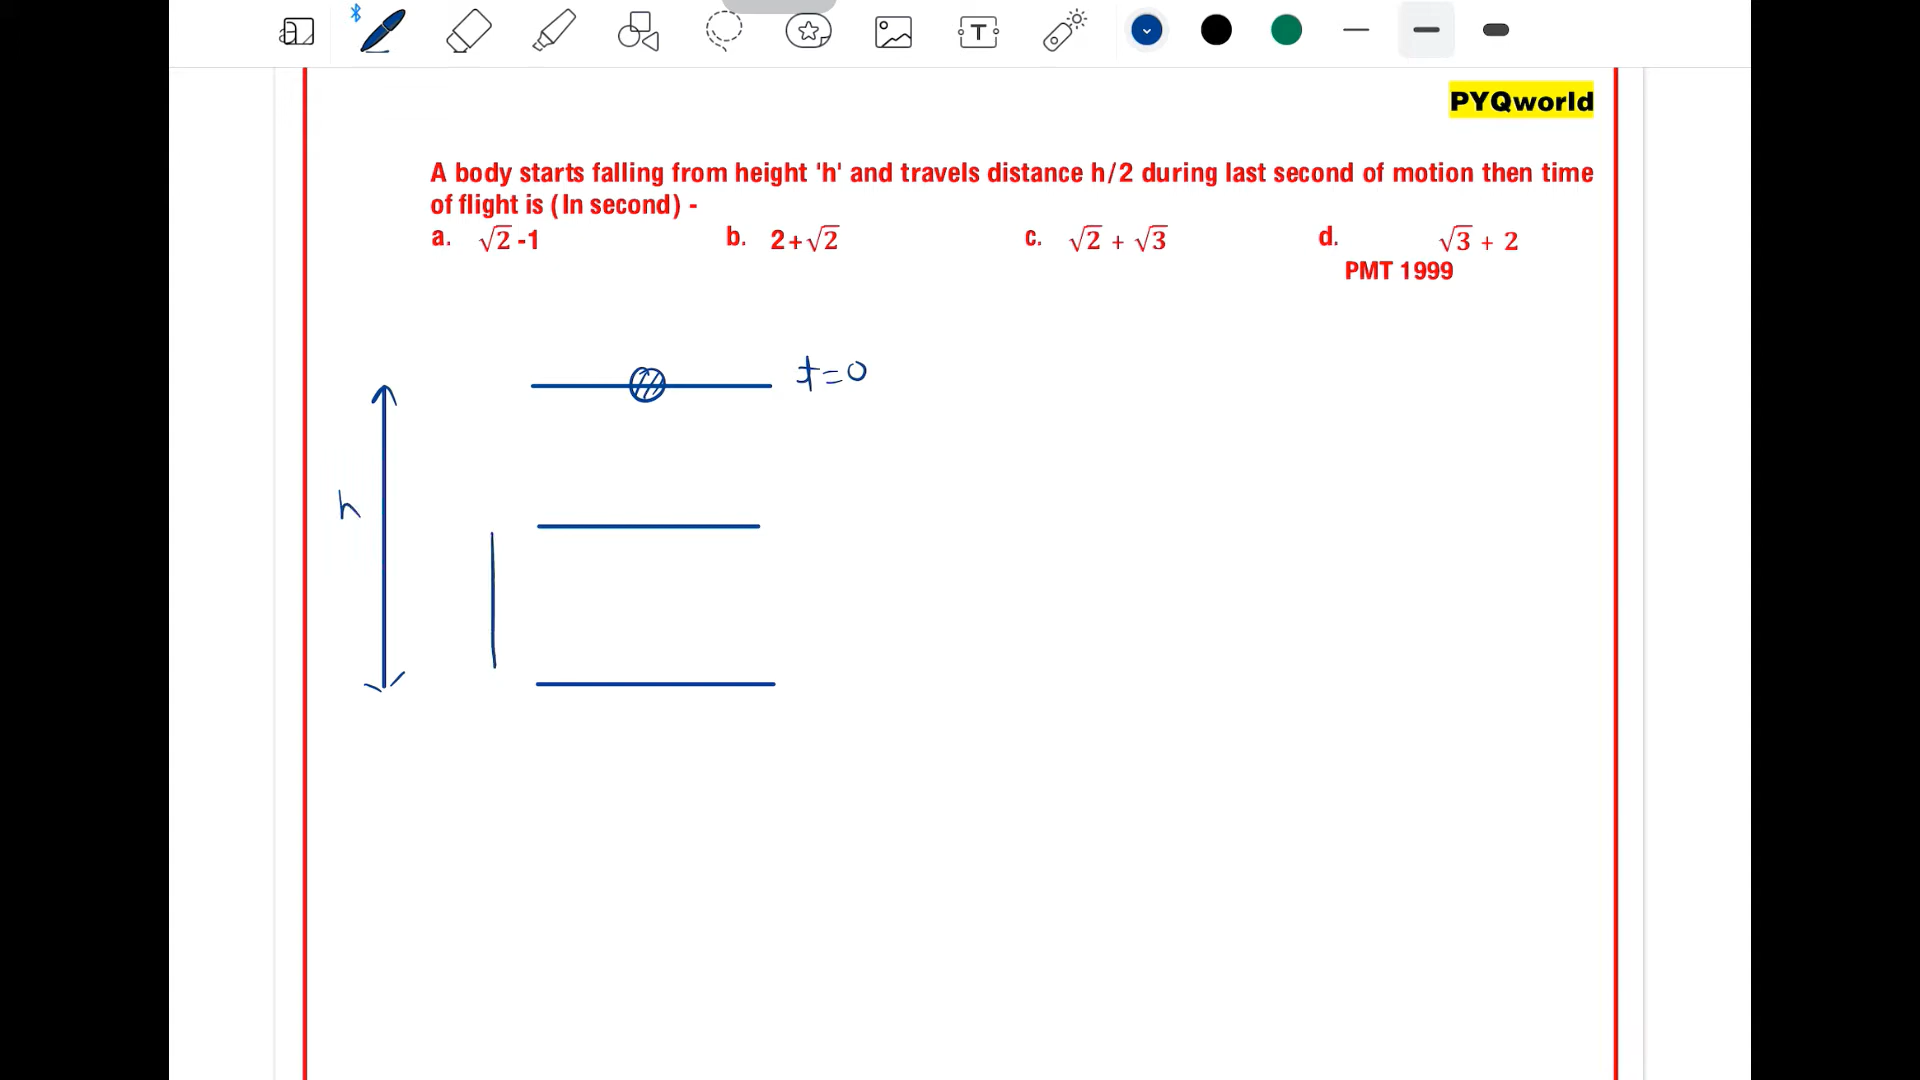 T
PYQworld
A body starts falling from height 'h' and travels distance h/2 during last second of motion then time
of flight is (In second) -
a. √2 -1 b. 2+√2 c. √2 + √3 d. √3 + 2
PMT 1999
t=0
h